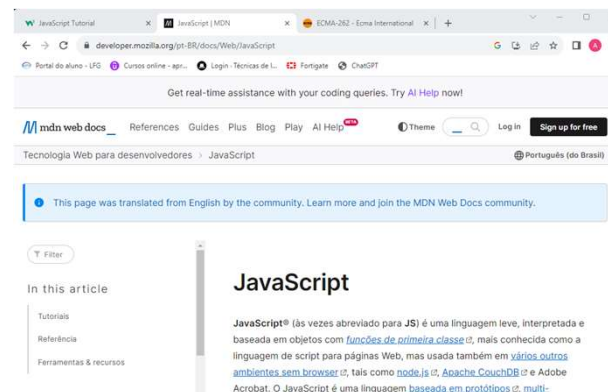 JavaScript Tutorial
JavaScript | MDN
ECMA-262 - Ecma International
developer.mozilla.org/pt-BR/docs/Web/JavaScript
Portal do aluno - LFG
Cursos online - apr...
Login - Técnicas de I...
Fortigate
ChatGPT
Get real-time assistance with your coding queries. Try AI Help now!
mdn web docs_ References Guides Plus Blog Play AI Help BETA Theme Log in Sign up for free
Tecnologia Web para desenvolvedores > JavaScript Português (do Brasil)
This page was translated from English by the community. Learn more and join the MDN Web Docs community.
Filter
In this article
Tutoriais
Referência
Ferramentas & recursos
JavaScript
JavaScript® (às vezes abreviado para JS) é uma linguagem leve, interpretada e
baseada em objetos com funções de primeira classe, mais conhecida como a
linguagem de script para páginas Web, mas usada também em vários outros
ambientes sem browser, tais como node.js, Apache CouchDB e Adobe
Acrobat. O JavaScript é uma linguagem baseada em protótipos, multi-